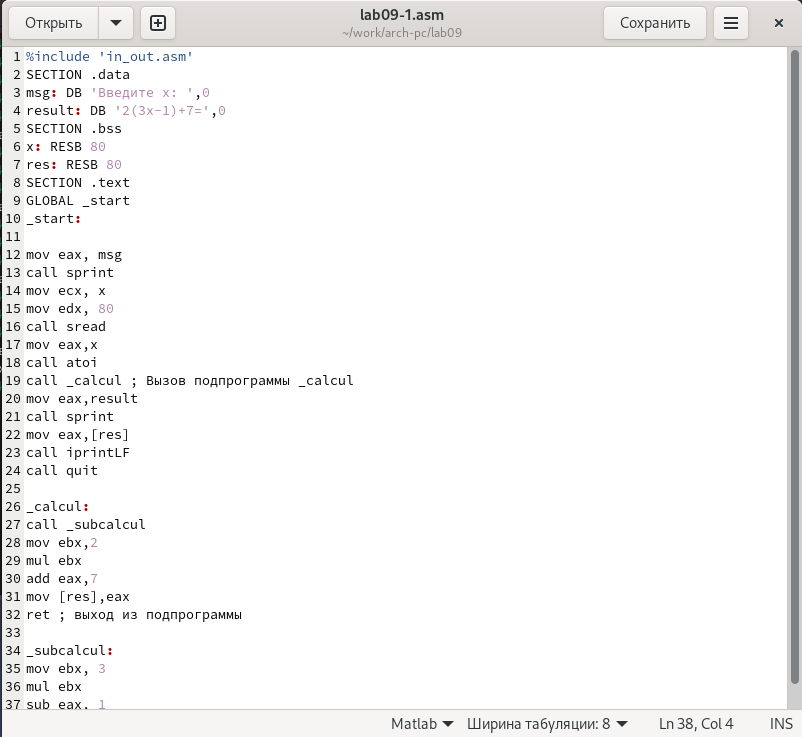 Открыть
lab09-1.asm
~/work/arch-pc/lab09
Сохранить
1 %include 'in_out.asm'
2 SECTION .data
3 msg: DB 'Введите x: ',0
4 result: DB '2(3x-1)+7=',0
5 SECTION .bss
6 x: RESB 80
7 res: RESB 80
8 SECTION .text
9 GLOBAL _start
10 _start:
11
12 mov eax, msg
13 call sprint
14 mov ecx, x
15 mov edx, 80
16 call sread
17 mov eax,x
18 call atoi
19 call _calcul ; Вызов подпрограммы _calcul
20 mov eax,result
21 call sprint
22 mov eax,[res]
23 call iprintLF
24 call quit
25
26 _calcul:
27 call _subcalcul
28 mov ebx,2
29 mul ebx
30 add eax,7
31 mov [res],eax
32 ret ; выход из подпрограммы
33
34 _subcalcul:
35 mov ebx, 3
36 mul ebx
37 sub eax, 1
Matlab Ширина табуляции: 8 Ln 38, Col 4 INS